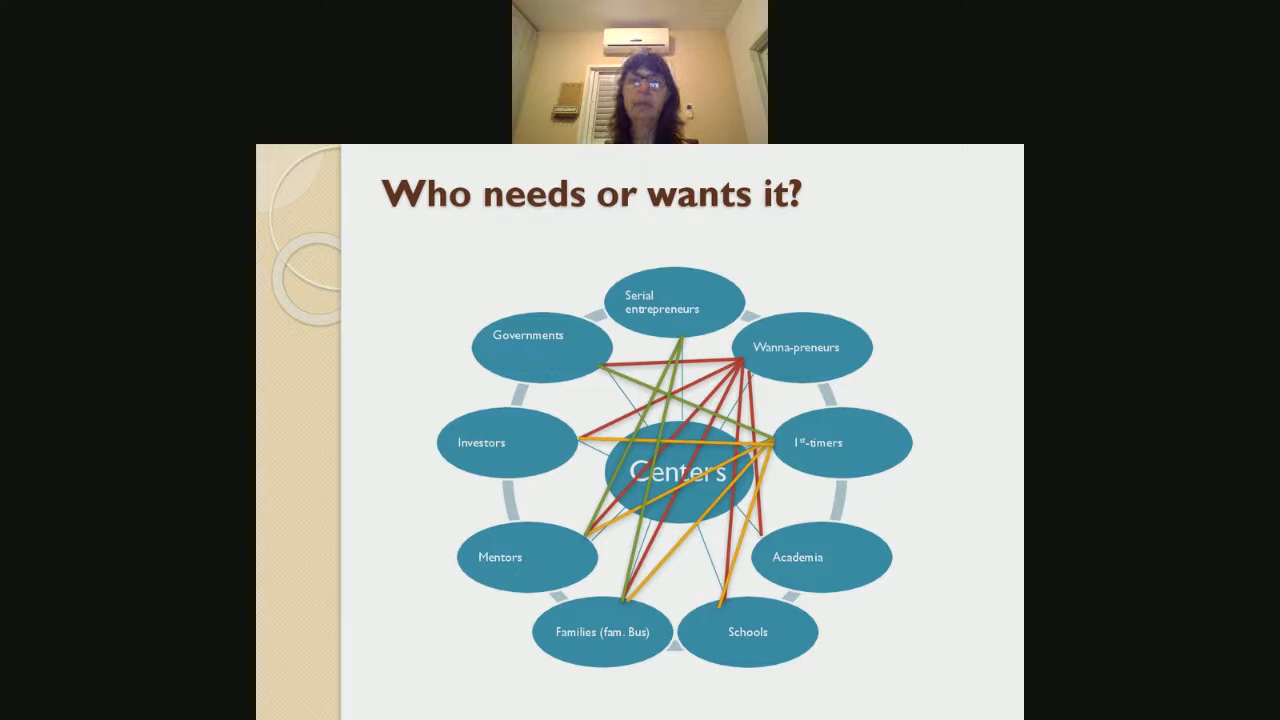 Who needs or wants it?
Serial
entrepreneurs
Governments
Wanna-preneurs
Investors
1st-timers
Centers
Mentors
Academia
Families (fam. Bus)
Schools